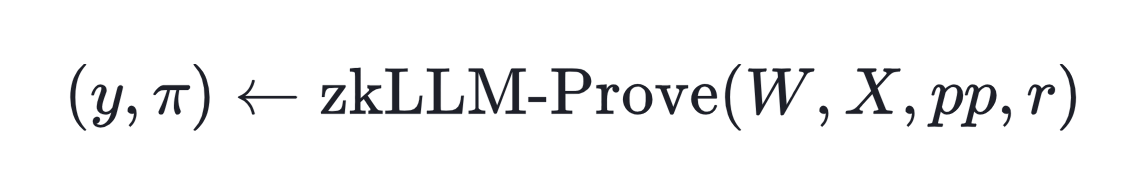 (y, π) ← zkLLM-Prove(W, X, pp, r)